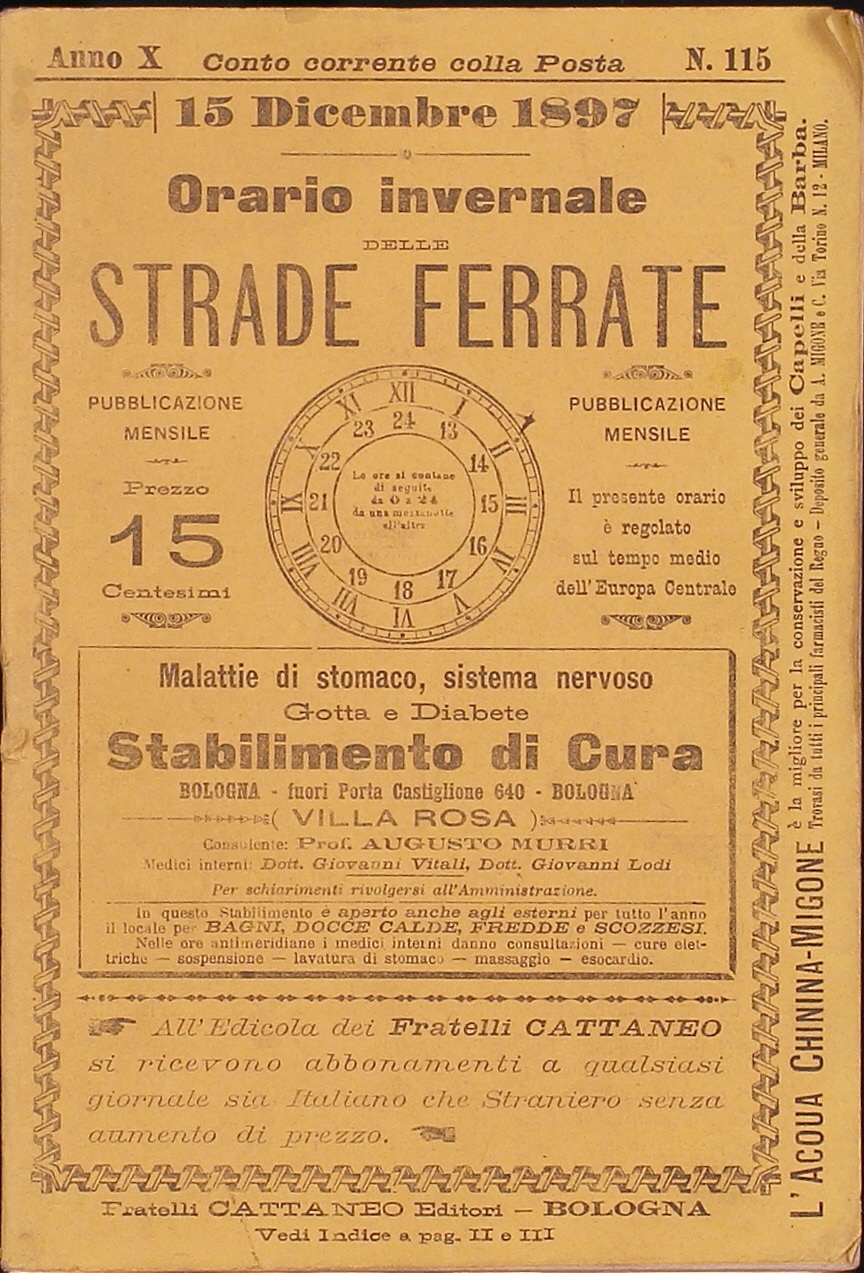 Anno X Conto corrente colla Posta N. 115
15 Dicembre 1897
Orario invernale
DELLE
STRADE FERRATE
PUBBLICAZIONE
MENSILE
Prezzo
15
Centesimi
XII
I
II
III
IV
V
VI
VII
VIII
IX
X
XI
24
13
14
15
16
17
18
19
20
21
22
23
Le ore si contano
di seguito
da 0 a 24
da una mezzanotte
all'altra
PUBBLICAZIONE
MENSILE
Il presente orario
è regolato
sul tempo medio
dell'Europa Centrale
Malattie di stomaco, sistema nervoso
Gotta e Diabete
Stabilimento di Cura
BOLOGNA - fuori Porta Castiglione 640 - BOLOGNA
( VILLA ROSA )
Consulente: Prof. AUGUSTO MURRI
Medici interni: Dott. Giovanni Vitali, Dott. Giovanni Lodi
Per schiarimenti rivolgersi all'Amministrazione.
In questo Stabilimento è aperto anche agli esterni per tutto l'anno
il locale per BAGNI, DOCCE CALDE, FREDDE e SCOZZESI.
Nelle ore antimeridiane i medici interni danno consultazioni — cure elet-
triche — sospensione — lavatura di stomaco — massaggio — esocardio.
All'Edicola dei Fratelli CATTANEO
si ricevono abbonamenti a qualsiasi
giornale sia Italiano che Straniero senza
aumento di prezzo.
Fratelli CATTANEO Editori — BOLOGNA
Vedi Indice a pag. II e III
L'ACQUA CHININA-MIGONE è la migliore per la conservazione e sviluppo dei Capelli e della Barba.
Trovasi da tutti i principali farmacisti del Regno — Deposito generale da A. MIGONE e C. Via Torino N. 12 - MILANO.